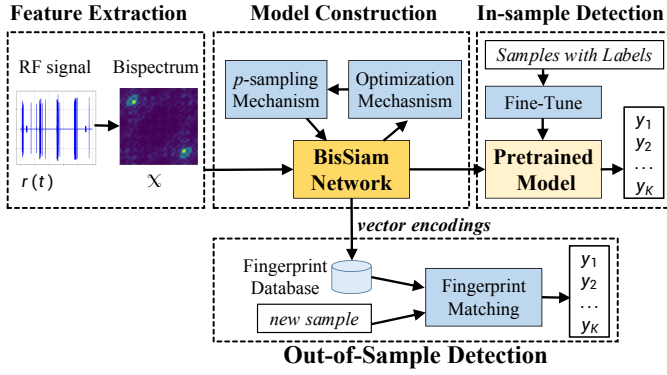 Feature Extraction
RF signal
Bispectrum
r(t)
X
Model Construction
p-sampling
Mechanism
Optimization
Mechasnism
BisSiam
Network
In-sample Detection
Samples with Labels
Fine-Tune
Pretrained
Model
y1
y2
...
yK
vector encodings
Fingerprint
Database
new sample
Fingerprint
Matching
y1
y2
...
yK
Out-of-Sample Detection